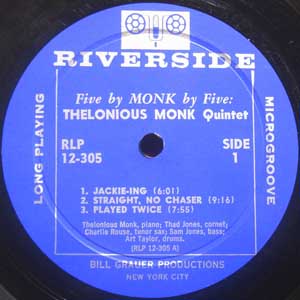 RIVERSIDE
Five by MONK by Five:
THELONIOUS MONK Quintet
RLP
12-305
SIDE
1
LONG PLAYING
MICROGROOVE
1. JACKIE-ING (6:01)
2. STRAIGHT, NO CHASER (9:16)
3. PLAYED TWICE (7:55)
Thelonious Monk, piano; Thad Jones, cornet;
Charlie Rouse, tenor sax; Sam Jones, bass;
Art Taylor, drums.
(RLP 12-305 A)
BILL GRAUER PRODUCTIONS
NEW YORK CITY